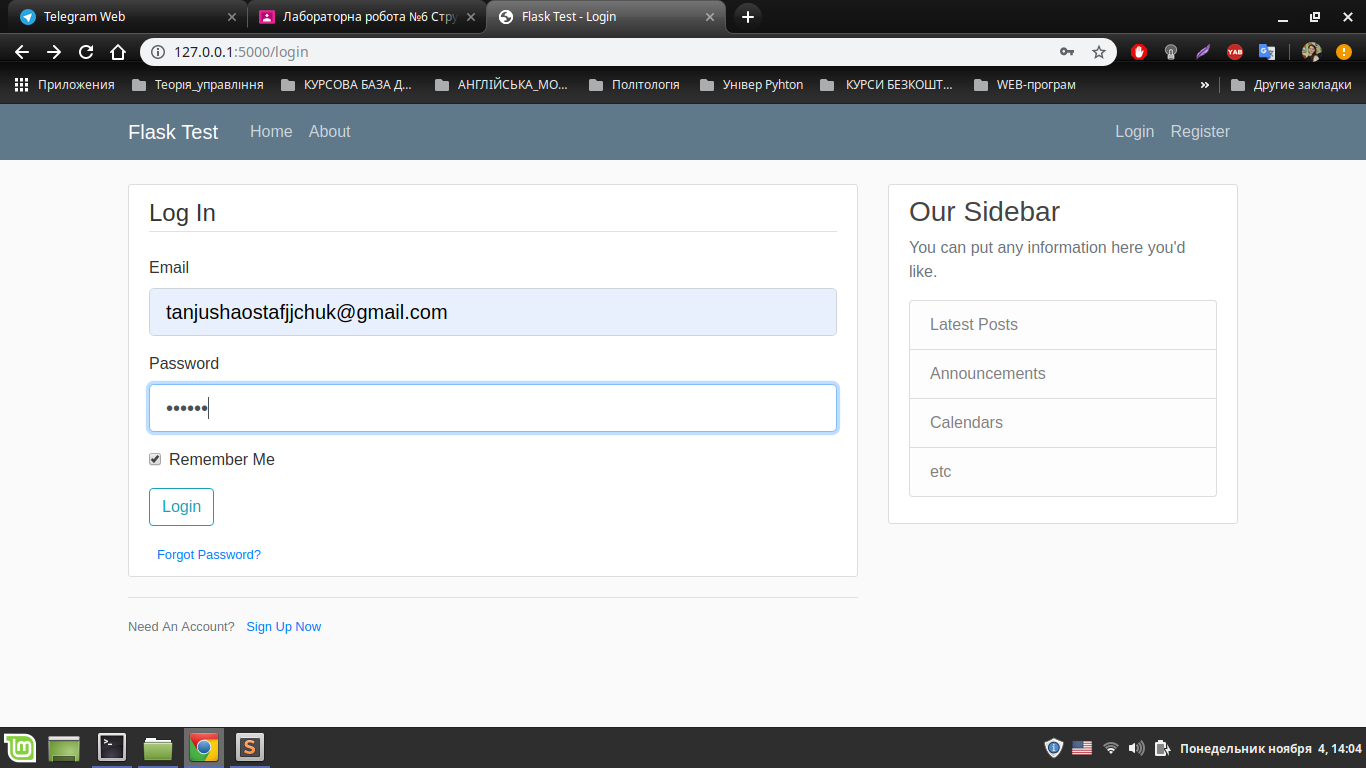 Telegram Web
Лабораторна робота №6 Стру
Flask Test - Login
127.0.0.1:5000/login
YAB
Приложения
Теорія_управління
КУРСОВА БАЗА Д...
АНГЛІЙСЬКА_МО...
Політологія
Універ Pyhton
КУРСИ БЕЗКОШТ...
WEB-програм
»
Другие закладки
Flask Test
Home
About
Login
Register
Log In
Email
tanjushaostafjjchuk@gmail.com
Password
••••••
Remember Me
Login
Forgot Password?
Need An Account? Sign Up Now
Our Sidebar
You can put any information here you'd
like.
Latest Posts
Announcements
Calendars
etc
Понедельник ноября 4, 14:04